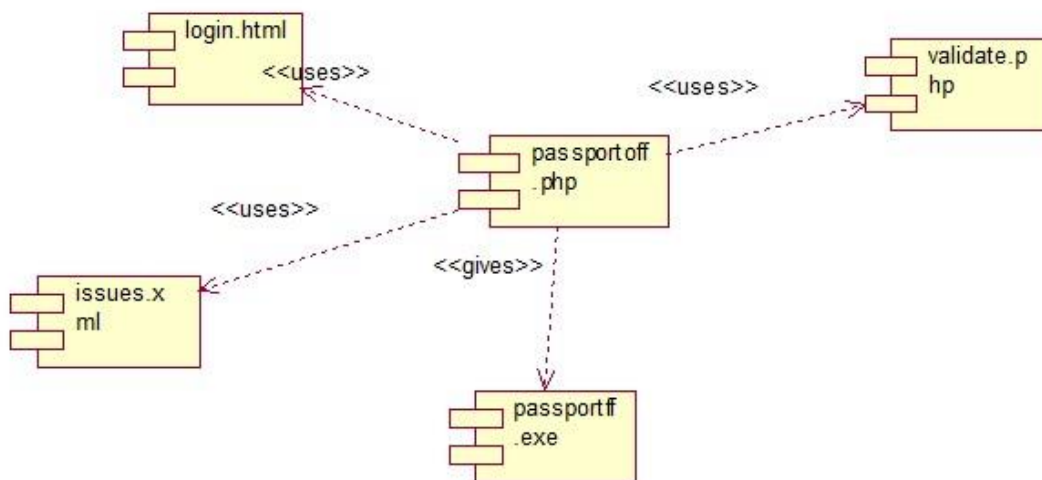 login.html
<<uses>>
validate.p
hp
<<uses>>
passportoff
.php
<<uses>>
<<gives>>
issues.x
ml
passportff
.exe